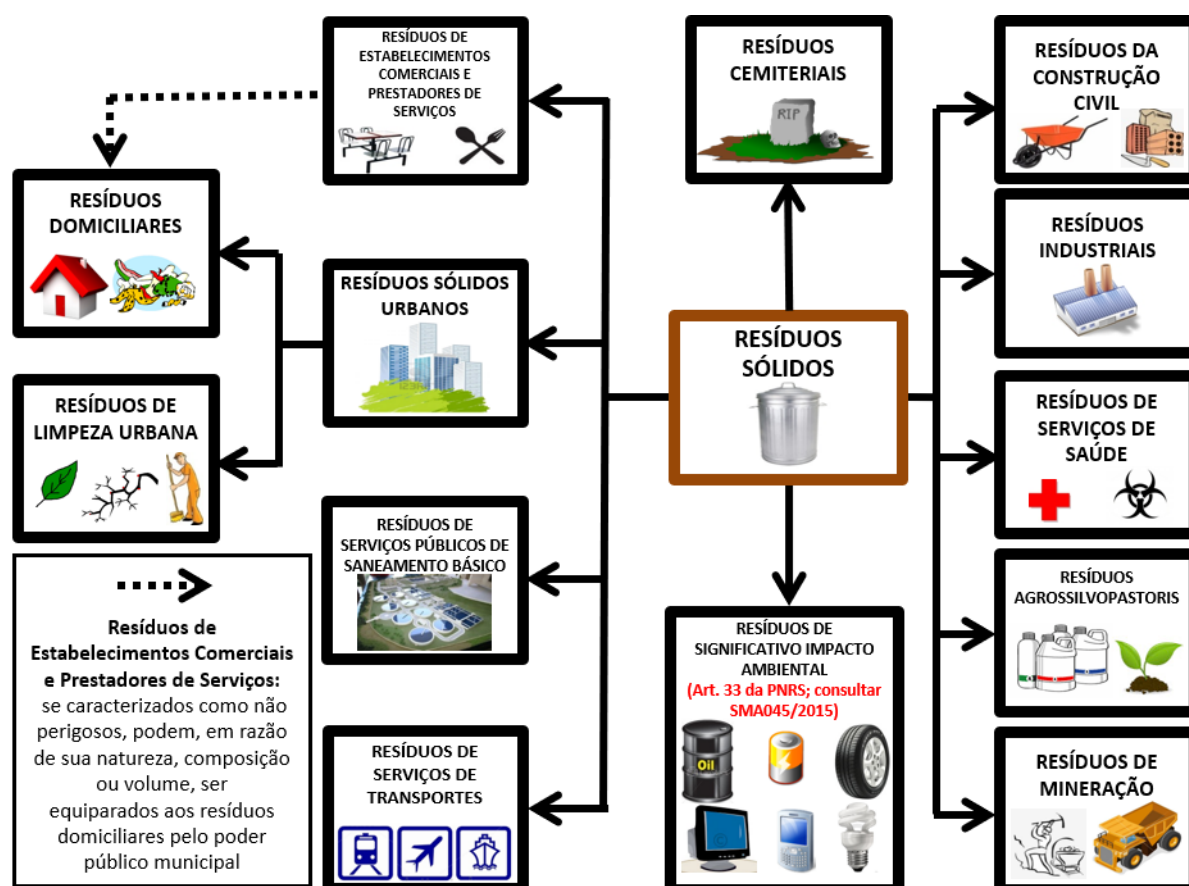 RESÍDUOS DE
ESTABELECIMENTOS
COMERCIAIS E
PRESTADORES DE
SERVIÇOS
RESÍDUOS
CEMITERIAIS
RIP
RESÍDUOS DA
CONSTRUÇÃO
CIVIL
RESÍDUOS
DOMICILIARES
RESÍDUOS SÓLIDOS
URBANOS
RESÍDUOS
INDUSTRIAIS
RESÍDUOS
SÓLIDOS
RESÍDUOS DE
LIMPEZA URBANA
RESÍDUOS DE
SERVIÇOS DE
SAÚDE
RESÍDUOS DE
SERVIÇOS PÚBLICOS DE
SANEAMENTO BÁSICO
RESÍDUOS
AGROSSILVOPASTORIS
Resíduos de
Estabelecimentos Comerciais
e Prestadores de Serviços:
se caracterizados como não
perigosos, podem, em razão
de sua natureza, composição
ou volume, ser
equiparados aos resíduos
domiciliares pelo poder
público municipal
RESÍDUOS DE
SIGNIFICATIVO IMPACTO
AMBIENTAL
(Art. 33 da PNRS; consultar
SMA045/2015)
Oil
RESÍDUOS DE
SERVIÇOS DE
TRANSPORTES
RESÍDUOS DE
MINERAÇÃO